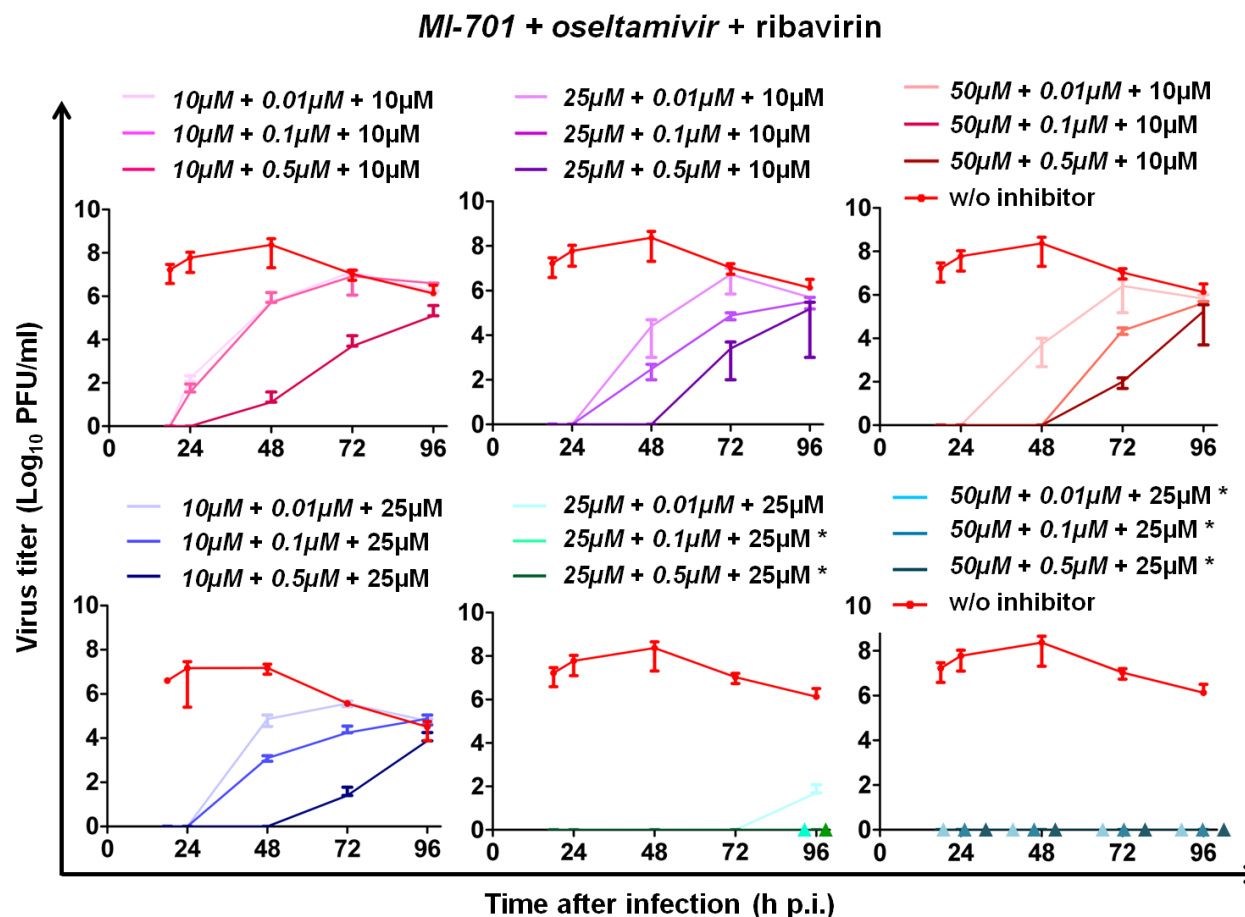 MI-701 + oseltamivir + ribavirin
10µM + 0.01µM + 10µM
10µM + 0.1µM + 10µM
10µM + 0.5µM + 10µM
25µM + 0.01µM + 10µM
25µM + 0.1µM + 10µM
25µM + 0.5µM + 10µM
50µM + 0.01µM + 10µM
50µM + 0.1µM + 10µM
50µM + 0.5µM + 10µM
w/o inhibitor
10
8
6
4
2
0
0 24 48 72 96
10
8
6
4
2
0
0 24 48 72 96
10
8
6
4
2
0
0 24 48 72 96
10µM + 0.01µM + 25µM
10µM + 0.1µM + 25µM
10µM + 0.5µM + 25µM
25µM + 0.01µM + 25µM
25µM + 0.1µM + 25µM *
25µM + 0.5µM + 25µM *
50µM + 0.01µM + 25µM *
50µM + 0.1µM + 25µM *
50µM + 0.5µM + 25µM *
w/o inhibitor
10
8
6
4
2
0
0 24 48 72 96
10
8
6
4
2
0
0 24 48 72 96
10
8
6
4
2
0
0 24 48 72 96
Virus titer (Log10 PFU/ml)
Time after infection (h p.i.)